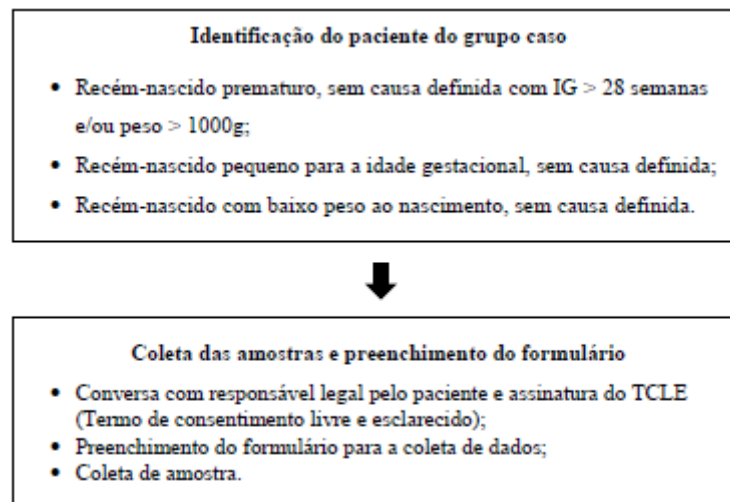 Identificação do paciente do grupo caso
• Recém-nascido prematuro, sem causa definida com IG > 28 semanas
e/ou peso > 1000g;
• Recém-nascido pequeno para a idade gestacional, sem causa definida;
• Recém-nascido com baixo peso ao nascimento, sem causa definida.
Coleta das amostras e preenchimento do formulário
• Conversa com responsável legal pelo paciente e assinatura do TCLE
(Termo de consentimento livre e esclarecido);
• Preenchimento do formulário para a coleta de dados;
• Coleta de amostra.